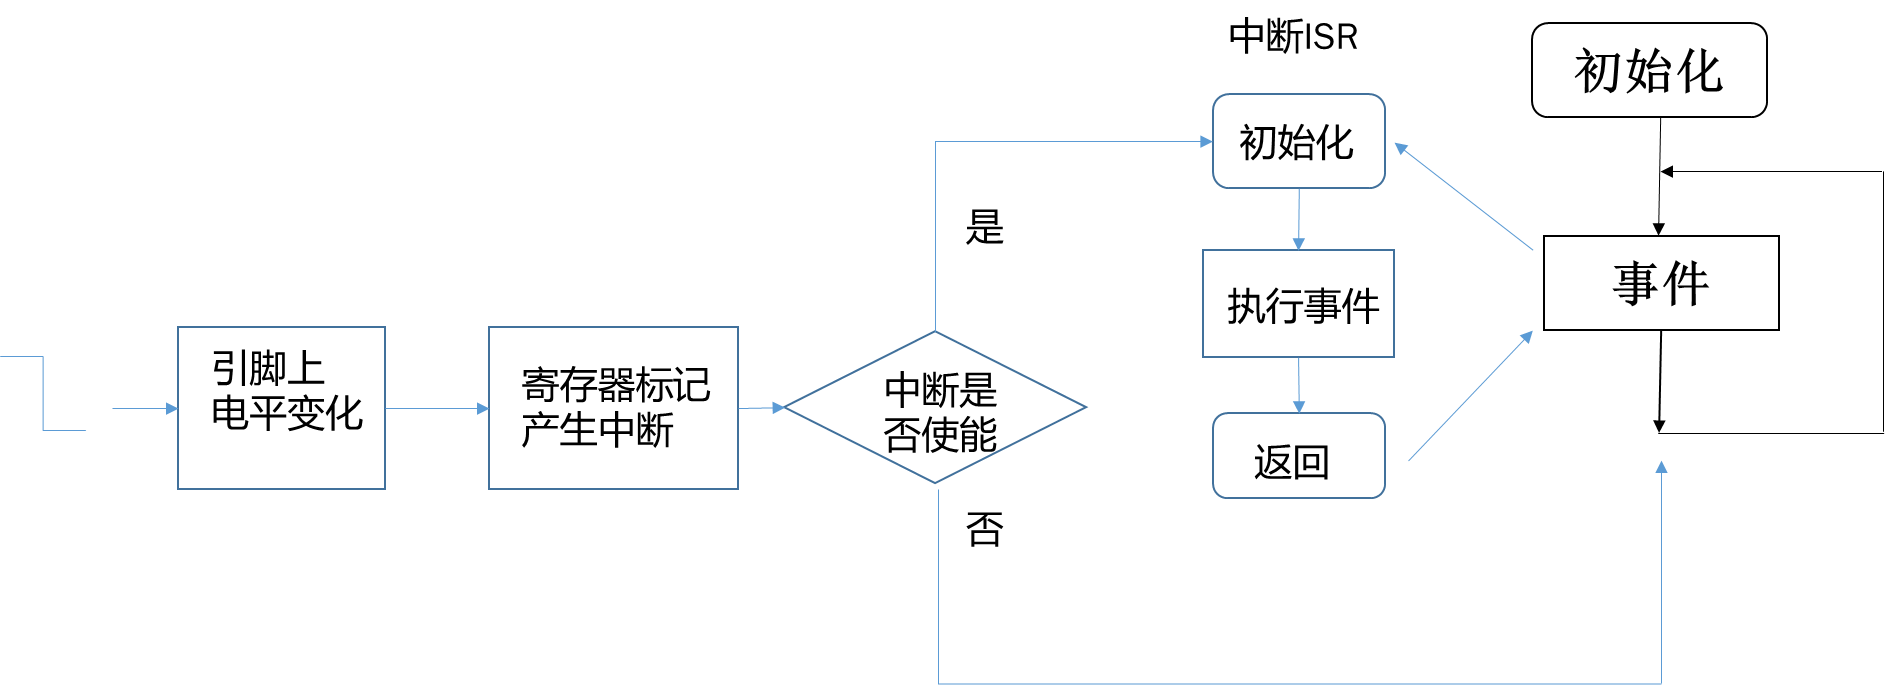 中断ISR
初始化
初始化
是
事件
执行事件
引脚上
电平变化
寄存器标记
产生中断
中断是
否使能
返回
否